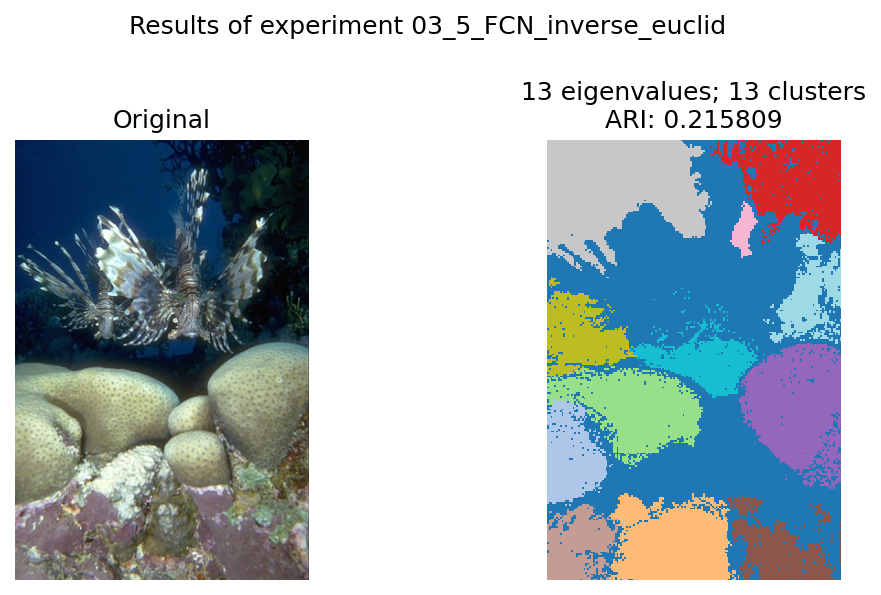 Results of experiment 03_5_FCN_inverse_euclid
Original
13 eigenvalues; 13 clusters
ARI: 0.215809